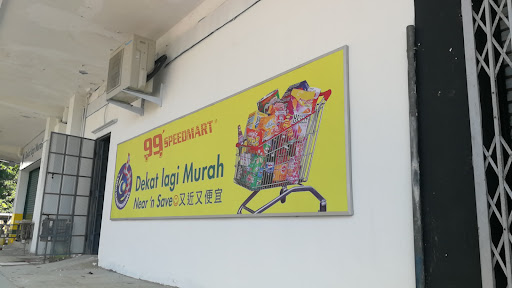 99 SPEEDMART
Dekat lagi Murah
Near 'n Save 又近又便宜